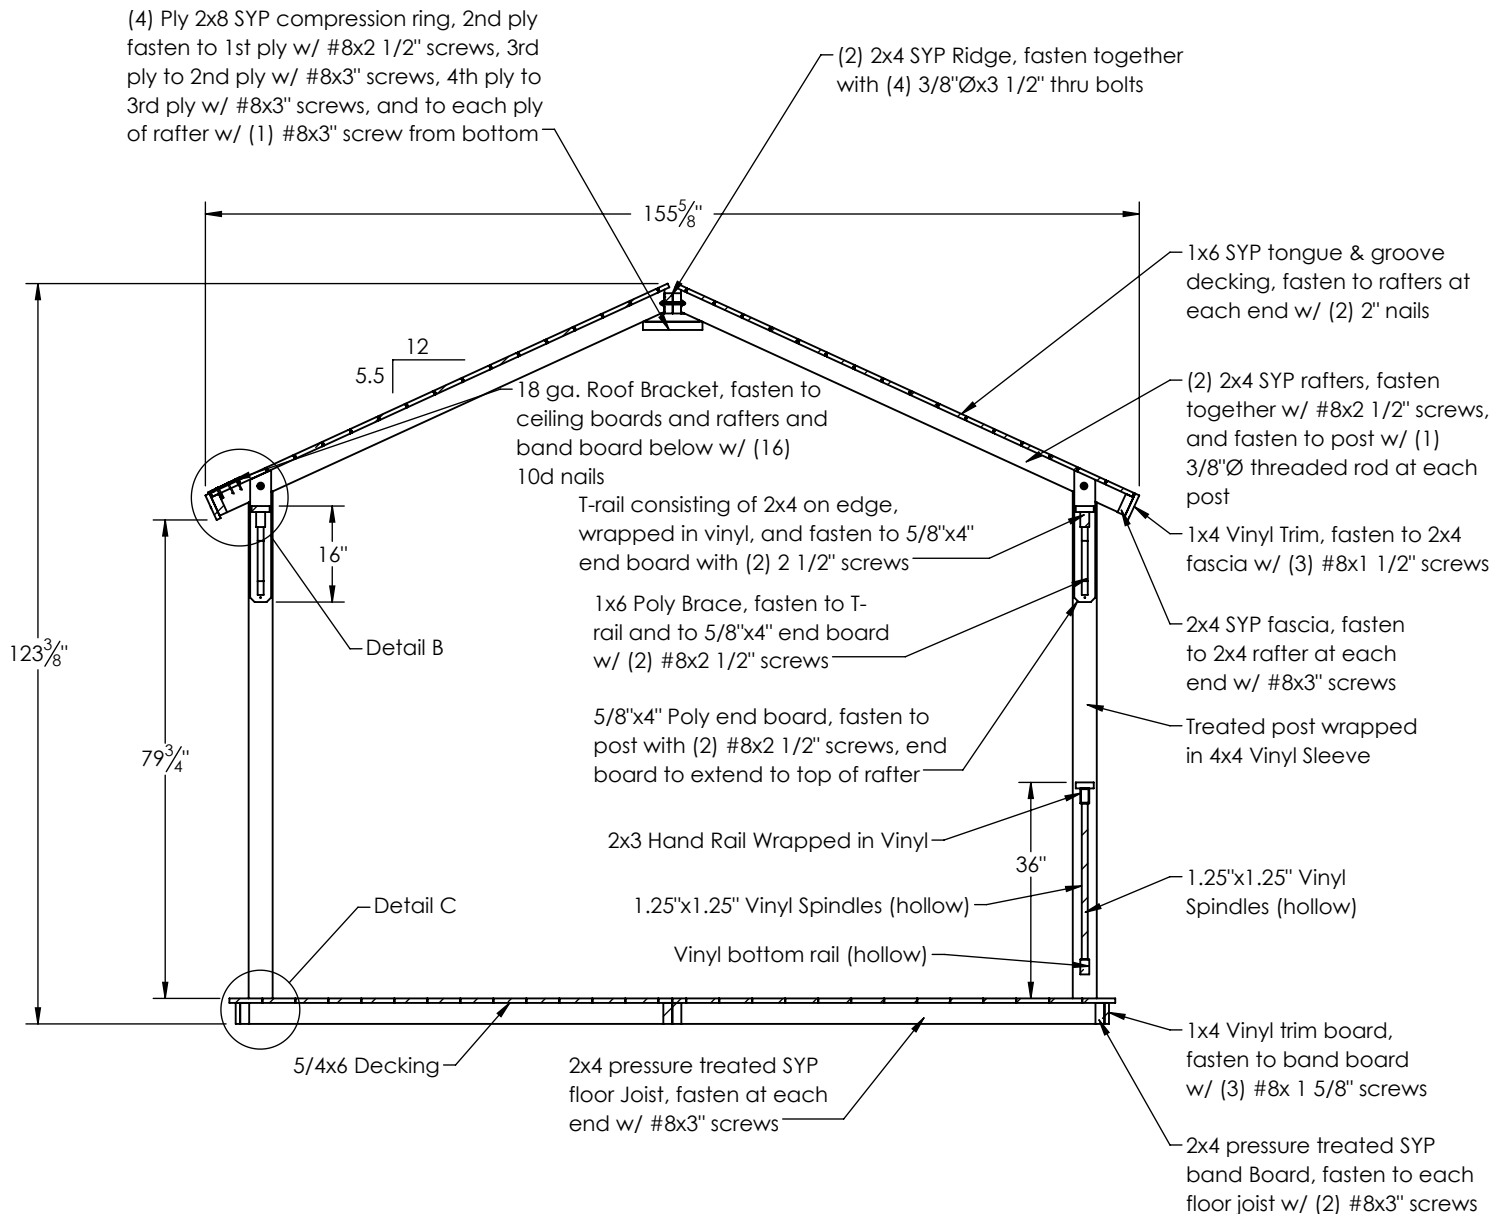 (4) Ply 2x8 SYP compression ring, 2nd ply
fasten to 1st ply w/ #8x2 1/2" screws, 3rd
ply to 2nd ply w/ #8x3" screws, 4th ply to
3rd ply w/ #8x3" screws, and to each ply
of rafter w/ (1) #8x3" screw from bottom
(2) 2x4 SYP Ridge, fasten together
with (4) 3/8"Øx3 1/2" thru bolts
155 5/8"
1x6 SYP tongue & groove
decking, fasten to rafters at
each end w/ (2) 2" nails
12
5.5
18 ga. Roof Bracket, fasten to
ceiling boards and rafters and
band board below w/ (16)
10d nails
(2) 2x4 SYP rafters, fasten
together w/ #8x2 1/2" screws,
and fasten to post w/ (1)
3/8"Ø threaded rod at each
post
T-rail consisting of 2x4 on edge,
wrapped in vinyl, and fasten to 5/8"x4"
end board with (2) 2 1/2" screws
1x4 Vinyl Trim, fasten to 2x4
fascia w/ (3) #8x1 1/2" screws
16"
1x6 Poly Brace, fasten to T-
rail and to 5/8"x4" end board
w/ (2) #8x2 1/2" screws
2x4 SYP fascia, fasten
to 2x4 rafter at each
end w/ #8x3" screws
123 3/8"
Detail B
5/8"x4" Poly end board, fasten to
post with (2) #8x2 1/2" screws, end
board to extend to top of rafter
Treated post wrapped
in 4x4 Vinyl Sleeve
79 3/4"
2x3 Hand Rail Wrapped in Vinyl
36"
Detail C
1.25"x1.25" Vinyl Spindles (hollow)
1.25"x1.25" Vinyl
Spindles (hollow)
Vinyl bottom rail (hollow)
5/4x6 Decking
2x4 pressure treated SYP
floor Joist, fasten at each
end w/ #8x3" screws
1x4 Vinyl trim board,
fasten to band board
w/ (3) #8x 1 5/8" screws
2x4 pressure treated SYP
band Board, fasten to each
floor joist w/ (2) #8x3" screws